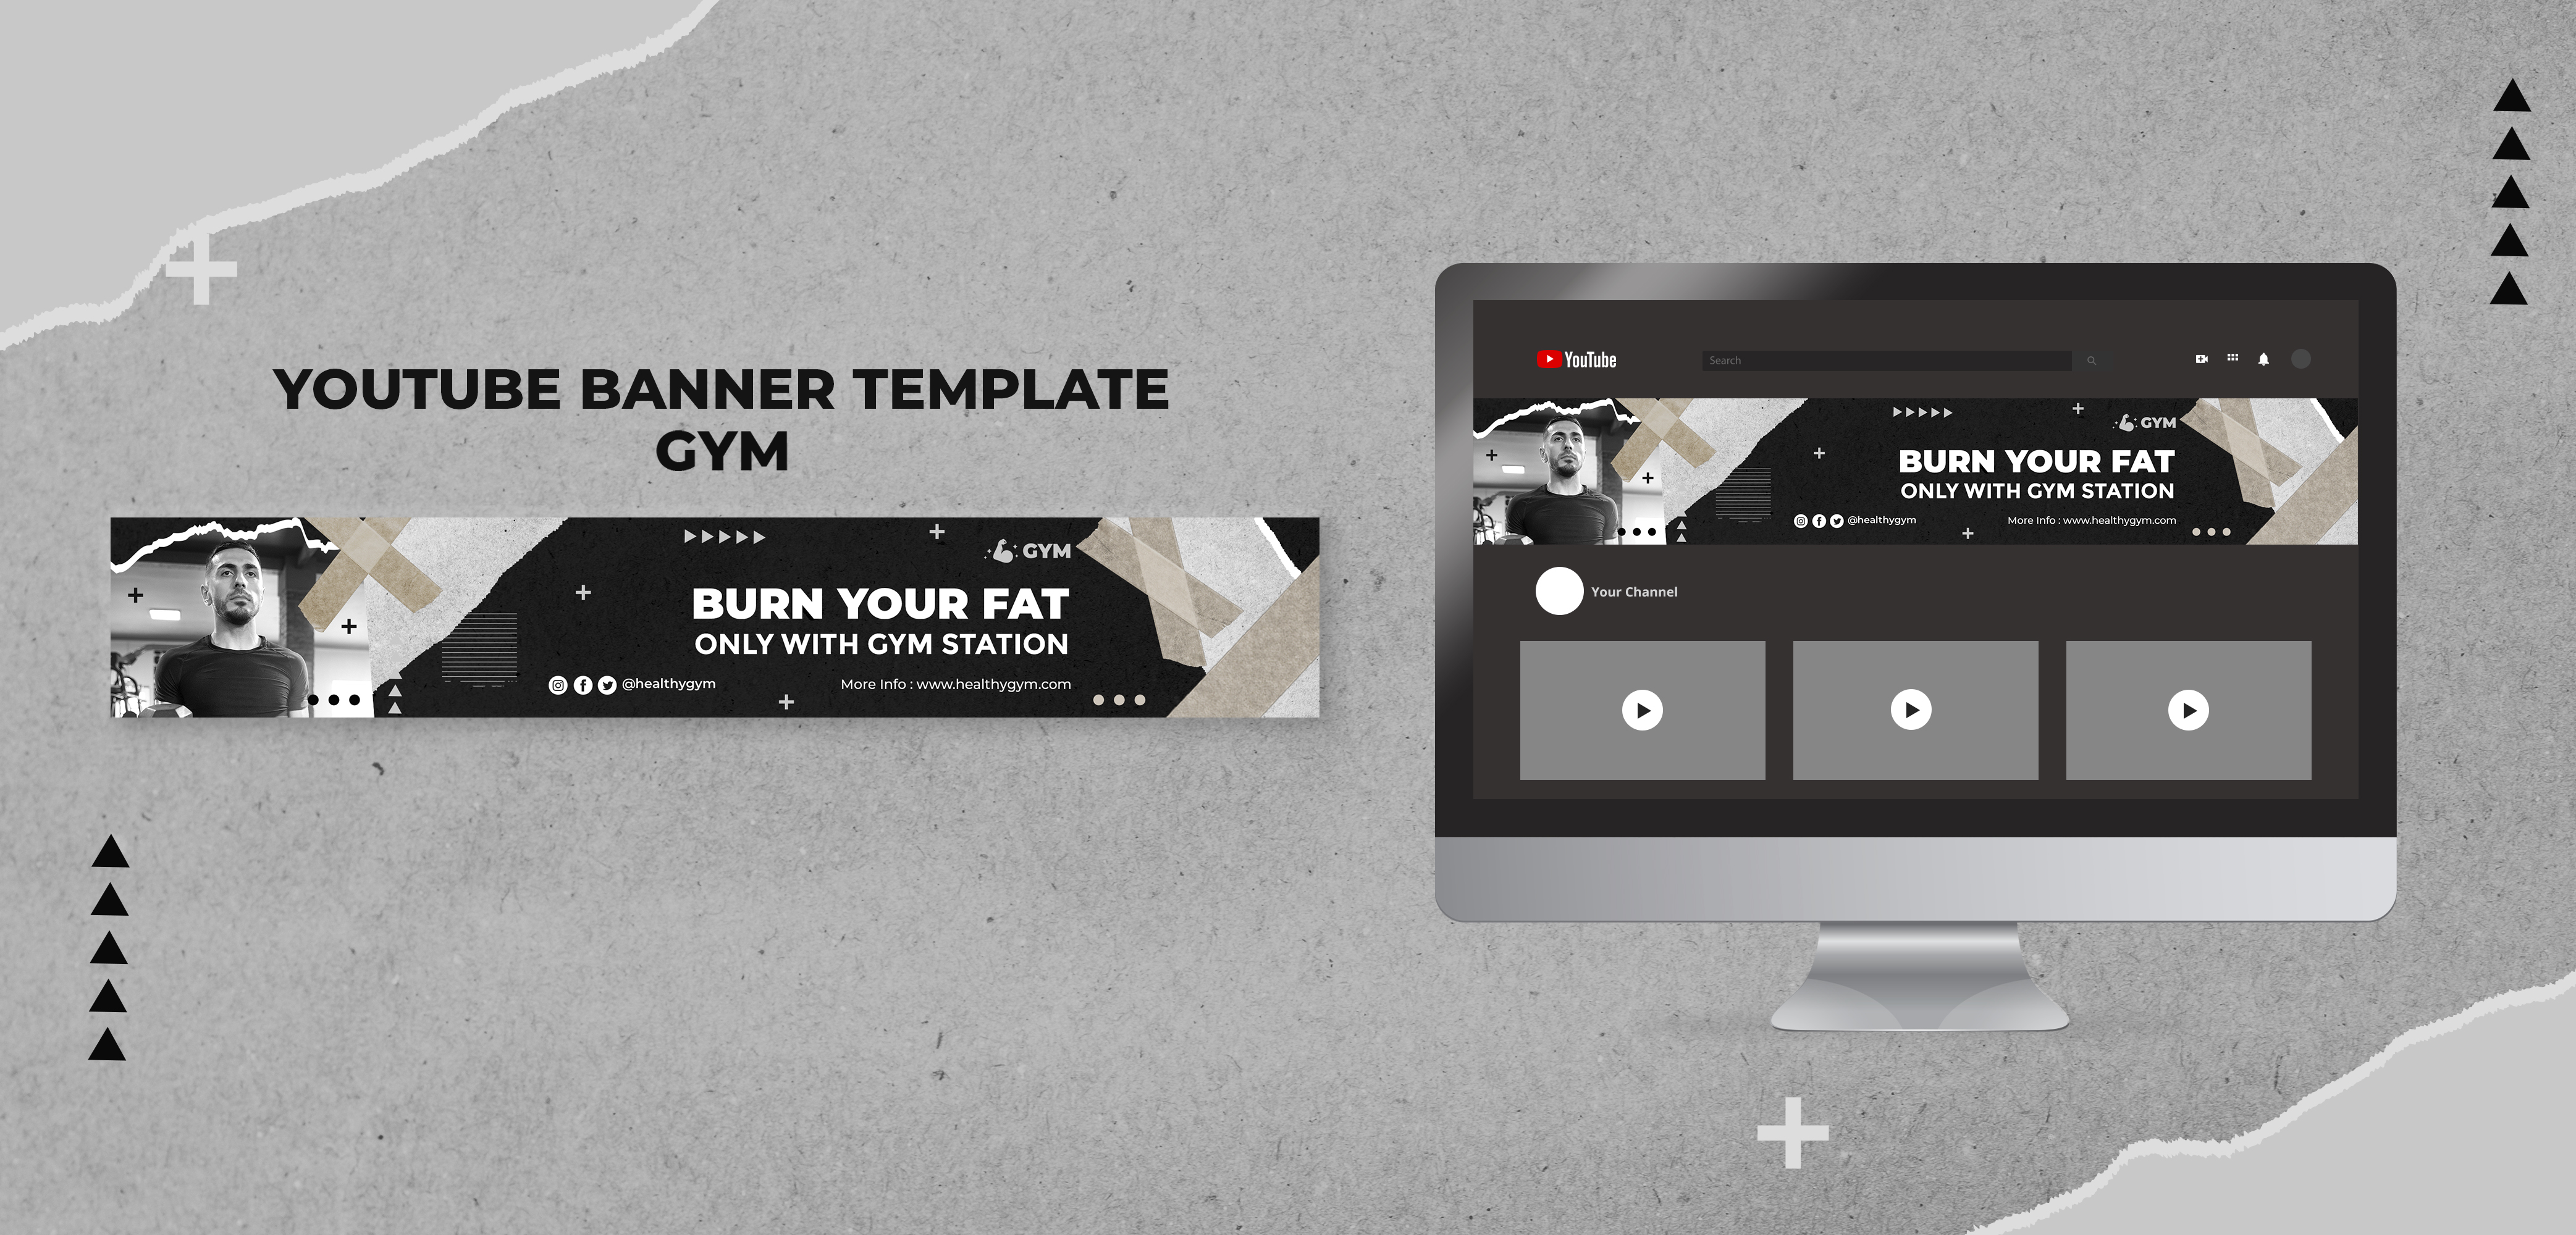 YOUTUBE BANNER TEMPLATE
GYM
GYM
BURN YOUR FAT
ONLY WITH GYM STATION
@healthygym
More Info : www.healthygym.com
YouTube
Search
GYM
BURN YOUR FAT
ONLY WITH GYM STATION
@healthygym
More Info : www.healthygym.com
Your Channel